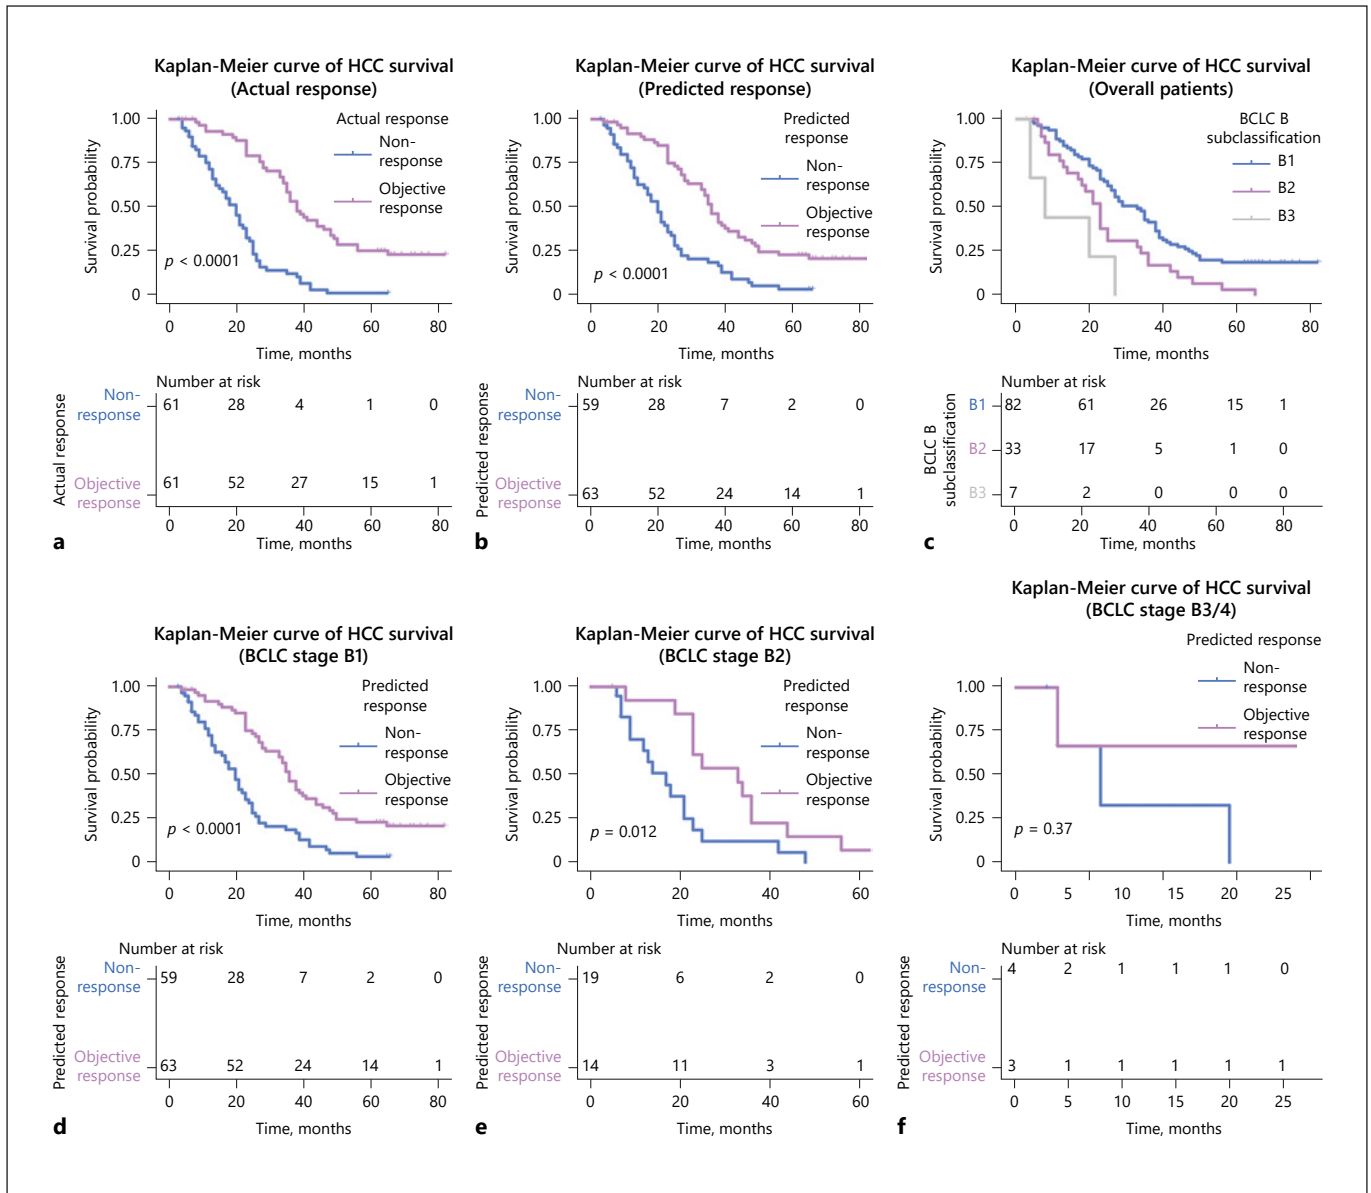 Kaplan-Meier curve of HCC survival
(Actual response)
Survival probability
1.00
0.75
0.50
0.25
0
Actual response
Non-
response
Objective
response
p < 0.0001
0 20 40 60 80
Time, months
Number at risk
Actual response
Non-
response
61 28 4 1 0
Objective
response
61 52 27 15 1
0 20 40 60 80
Time, months
a
Kaplan-Meier curve of HCC survival
(Predicted response)
Survival probability
1.00
0.75
0.50
0.25
0
Predicted
response
Non-
response
Objective
response
p < 0.0001
0 20 40 60 80
Time, months
Number at risk
Predicted response
Non-
response
59 28 7 2 0
Objective
response
63 52 24 14 1
0 20 40 60 80
Time, months
b
Kaplan-Meier curve of HCC survival
(Overall patients)
Survival probability
1.00
0.75
0.50
0.25
0
BCLC B
subclassification
B1
B2
B3
0 20 40 60 80
Time, months
Number at risk
BCLC B
subclassification
B1 82 61 26 15 1
B2 33 17 5 1 0
B3 7 2 0 0 0
0 20 40 60 80
Time, months
c
Kaplan-Meier curve of HCC survival
(BCLC stage B1)
Survival probability
1.00
0.75
0.50
0.25
0
Predicted
response
Non-
response
Objective
response
p < 0.0001
0 20 40 60 80
Time, months
Number at risk
Predicted response
Non-
response
59 28 7 2 0
Objective
response
63 52 24 14 1
0 20 40 60 80
Time, months
d
Kaplan-Meier curve of HCC survival
(BCLC stage B2)
Survival probability
1.00
0.75
0.50
0.25
0
Predicted
response
Non-
response
Objective
response
p = 0.012
0 20 40 60
Time, months
Number at risk
Predicted response
Non-
response
19 6 2 0
Objective
response
14 11 3 1
0 20 40 60
Time, months
e
Kaplan-Meier curve of HCC survival
(BCLC stage B3/4)
Survival probability
1.00
0.75
0.50
0.25
0
Predicted response
Non-
response
Objective
response
p = 0.37
0 5 10 15 20 25
Time, months
Number at risk
Predicted response
Non-
response
4 2 1 1 1 0
Objective
response
3 1 1 1 1 1
0 5 10 15 20 25
Time, months
f